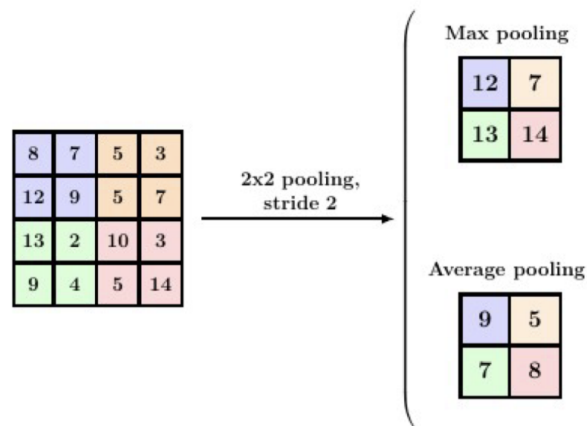 Max pooling
12 7
13 14
8 7 5 3
12 9 5 7
13 2 10 3
9 4 5 14
2x2 pooling,
stride 2
Average pooling
9 5
7 8